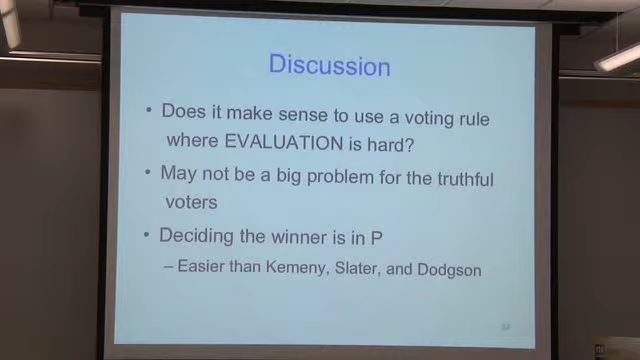 Discussion
• Does it make sense to use a voting rule
where EVALUATION is hard?
• May not be a big problem for the truthful
voters
• Deciding the winner is in P
– Easier than Kemeny, Slater, and Dodgson